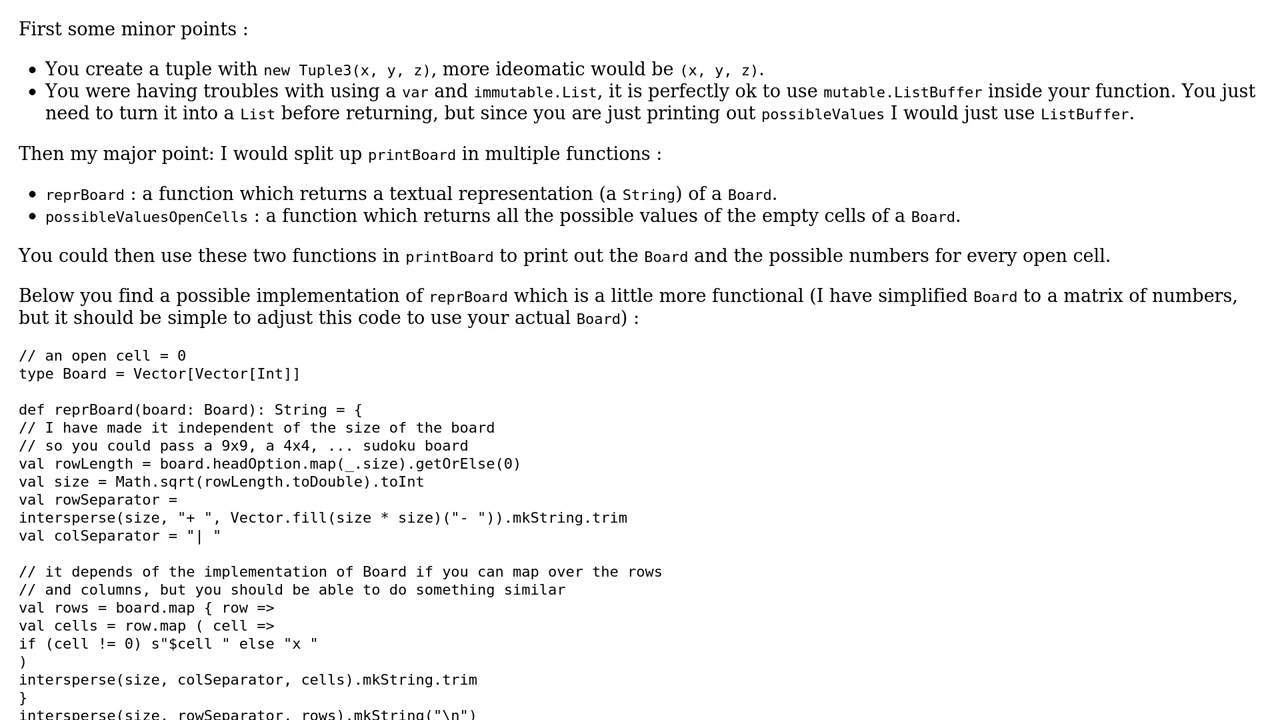 First some minor points :
You create a tuple with new Tuple3(x, y, z), more ideomatic would be (x, y, z).
You were having troubles with using a var and immutable.List, it is perfectly ok to use mutable.ListBuffer inside your function. You just
need to turn it into a List before returning, but since you are just printing out possibleValues I would just use ListBuffer.
Then my major point: I would split up printBoard in multiple functions :
reprBoard : a function which returns a textual representation (a String) of a Board.
possibleValuesOpenCells : a function which returns all the possible values of the empty cells of a Board.
You could then use these two functions in printBoard to print out the Board and the possible numbers for every open cell.
Below you find a possible implementation of reprBoard which is a little more functional (I have simplified Board to a matrix of numbers,
but it should be simple to adjust this code to use your actual Board) :
// an open cell = 0
type Board = Vector[Vector[Int]]
def reprBoard(board: Board): String = {
// I have made it independent of the size of the board
// so you could pass a 9x9, a 4x4, ... sudoku board
val rowLength = board.headOption.map(_.size).getOrElse(0)
val size = Math.sqrt(rowLength.toDouble).toInt
val rowSeparator =
intersperse(size, "+ ", Vector.fill(size * size)("- ")).mkString.trim
val colSeparator = "| "
// it depends of the implementation of Board if you can map over the rows
// and columns, but you should be able to do something similar
val rows = board.map { row =>
val cells = row.map ( cell =>
if (cell != 0) s"$cell " else "x "
)
intersperse(size, colSeparator, cells).mkString.trim
}
intersperse(size, rowSeparator, rows).mkString("\n")